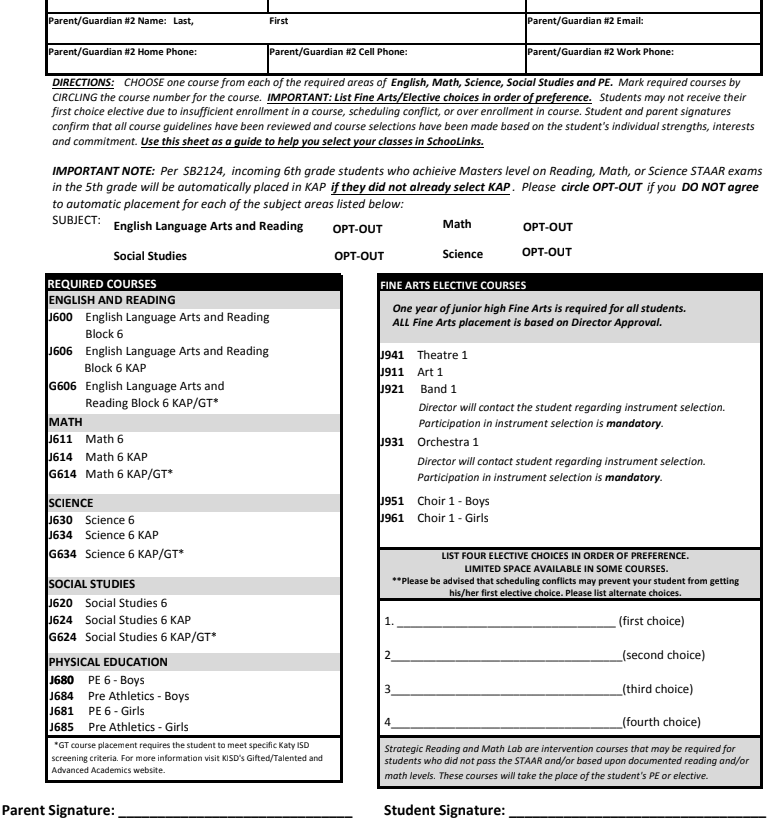 Parent/Guardian #2 Name: Last, First Parent/Guardian #2 Email:
Parent/Guardian #2 Home Phone: Parent/Guardian #2 Cell Phone: Parent/Guardian #2 Work Phone:
DIRECTIONS: CHOOSE one course from each of the required areas of English, Math, Science, Social Studies and PE. Mark required courses by
CIRCLING the course number for the course. IMPORTANT: List Fine Arts/Elective choices in order of preference. Students may not receive their
first choice elective due to insufficient enrollment in a course, scheduling conflict, or over enrollment in course. Student and parent signatures
confirm that all course guidelines have been reviewed and course selections have been made based on the student's individual strengths, interests
and commitment. Use this sheet as a guide to help you select your classes in SchooLinks.
IMPORTANT NOTE: Per SB2124, incoming 6th grade students who achieive Masters level on Reading, Math, or Science STAAR exams
in the 5th grade will be automatically placed in KAP if they did not already select KAP. Please circle OPT-OUT if you DO NOT agree
to automatic placement for each of the subject areas listed below:
SUBJECT: English Language Arts and Reading OPT-OUT Math OPT-OUT
Social Studies OPT-OUT Science OPT-OUT
REQUIRED COURSES
ENGLISH AND READING
J600 English Language Arts and Reading
Block 6
J606 English Language Arts and Reading
Block 6 KAP
G606 English Language Arts and
Reading Block 6 KAP/GT*
MATH
J611 Math 6
J614 Math 6 KAP
G614 Math 6 KAP/GT*
SCIENCE
J630 Science 6
J634 Science 6 KAP
G634 Science 6 KAP/GT*
SOCIAL STUDIES
J620 Social Studies 6
J624 Social Studies 6 KAP
G624 Social Studies 6 KAP/GT*
PHYSICAL EDUCATION
J680 PE 6 - Boys
J684 Pre Athletics - Boys
J681 PE 6 - Girls
J685 Pre Athletics - Girls
*GT course placement requires the student to meet specific Katy ISD
screening criteria. For more information visit KISD's Gifted/Talented and
Advanced Academics website.
FINE ARTS ELECTIVE COURSES
One year of junior high Fine Arts is required for all students.
ALL Fine Arts placement is based on Director Approval.
J941 Theatre 1
J911 Art 1
J921 Band 1
Director will contact the student regarding instrument selection.
Participation in instrument selection is mandatory.
J931 Orchestra 1
Director will contact student regarding instrument selection.
Participation in instrument selection is mandatory.
J951 Choir 1 - Boys
J961 Choir 1 - Girls
LIST FOUR ELECTIVE CHOICES IN ORDER OF PREFERENCE.
LIMITED SPACE AVAILABLE IN SOME COURSES.
**Please be advised that scheduling conflicts may prevent your student from getting
his/her first elective choice. Please list alternate choices.
1. __________________________________ (first choice)
2____________________________________(second choice)
3____________________________________(third choice)
4____________________________________(fourth choice)
Strategic Reading and Math Lab are intervention courses that may be required for
students who did not pass the STAAR and/or based upon documented reading and/or
math levels. These courses will take the place of the student's PE or elective.
Parent Signature: ______________________________ Student Signature: _________________________________